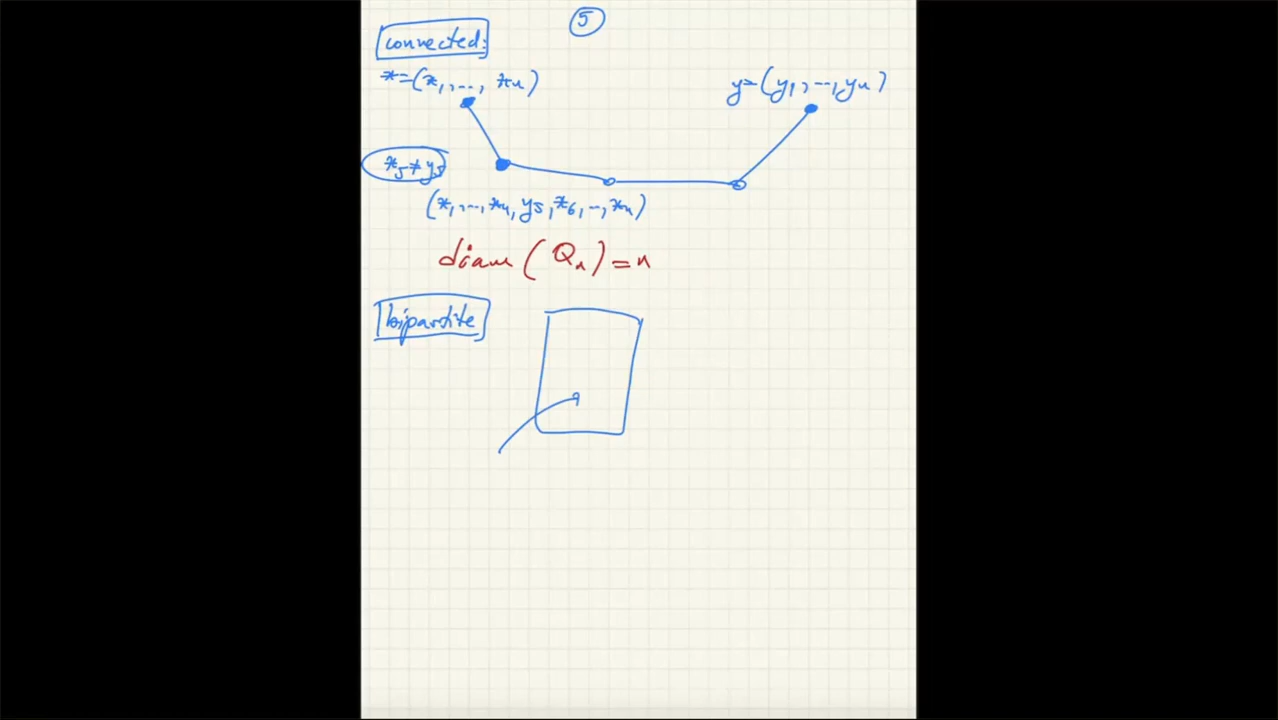 5
connected:
x=(x₁,..., xₙ)
y=(y₁,...,yₙ)
x₅≠y₅
(x₁,...,x₄,y₅,x₆,..,xₙ)
diam (Qₙ)=n
bipartite